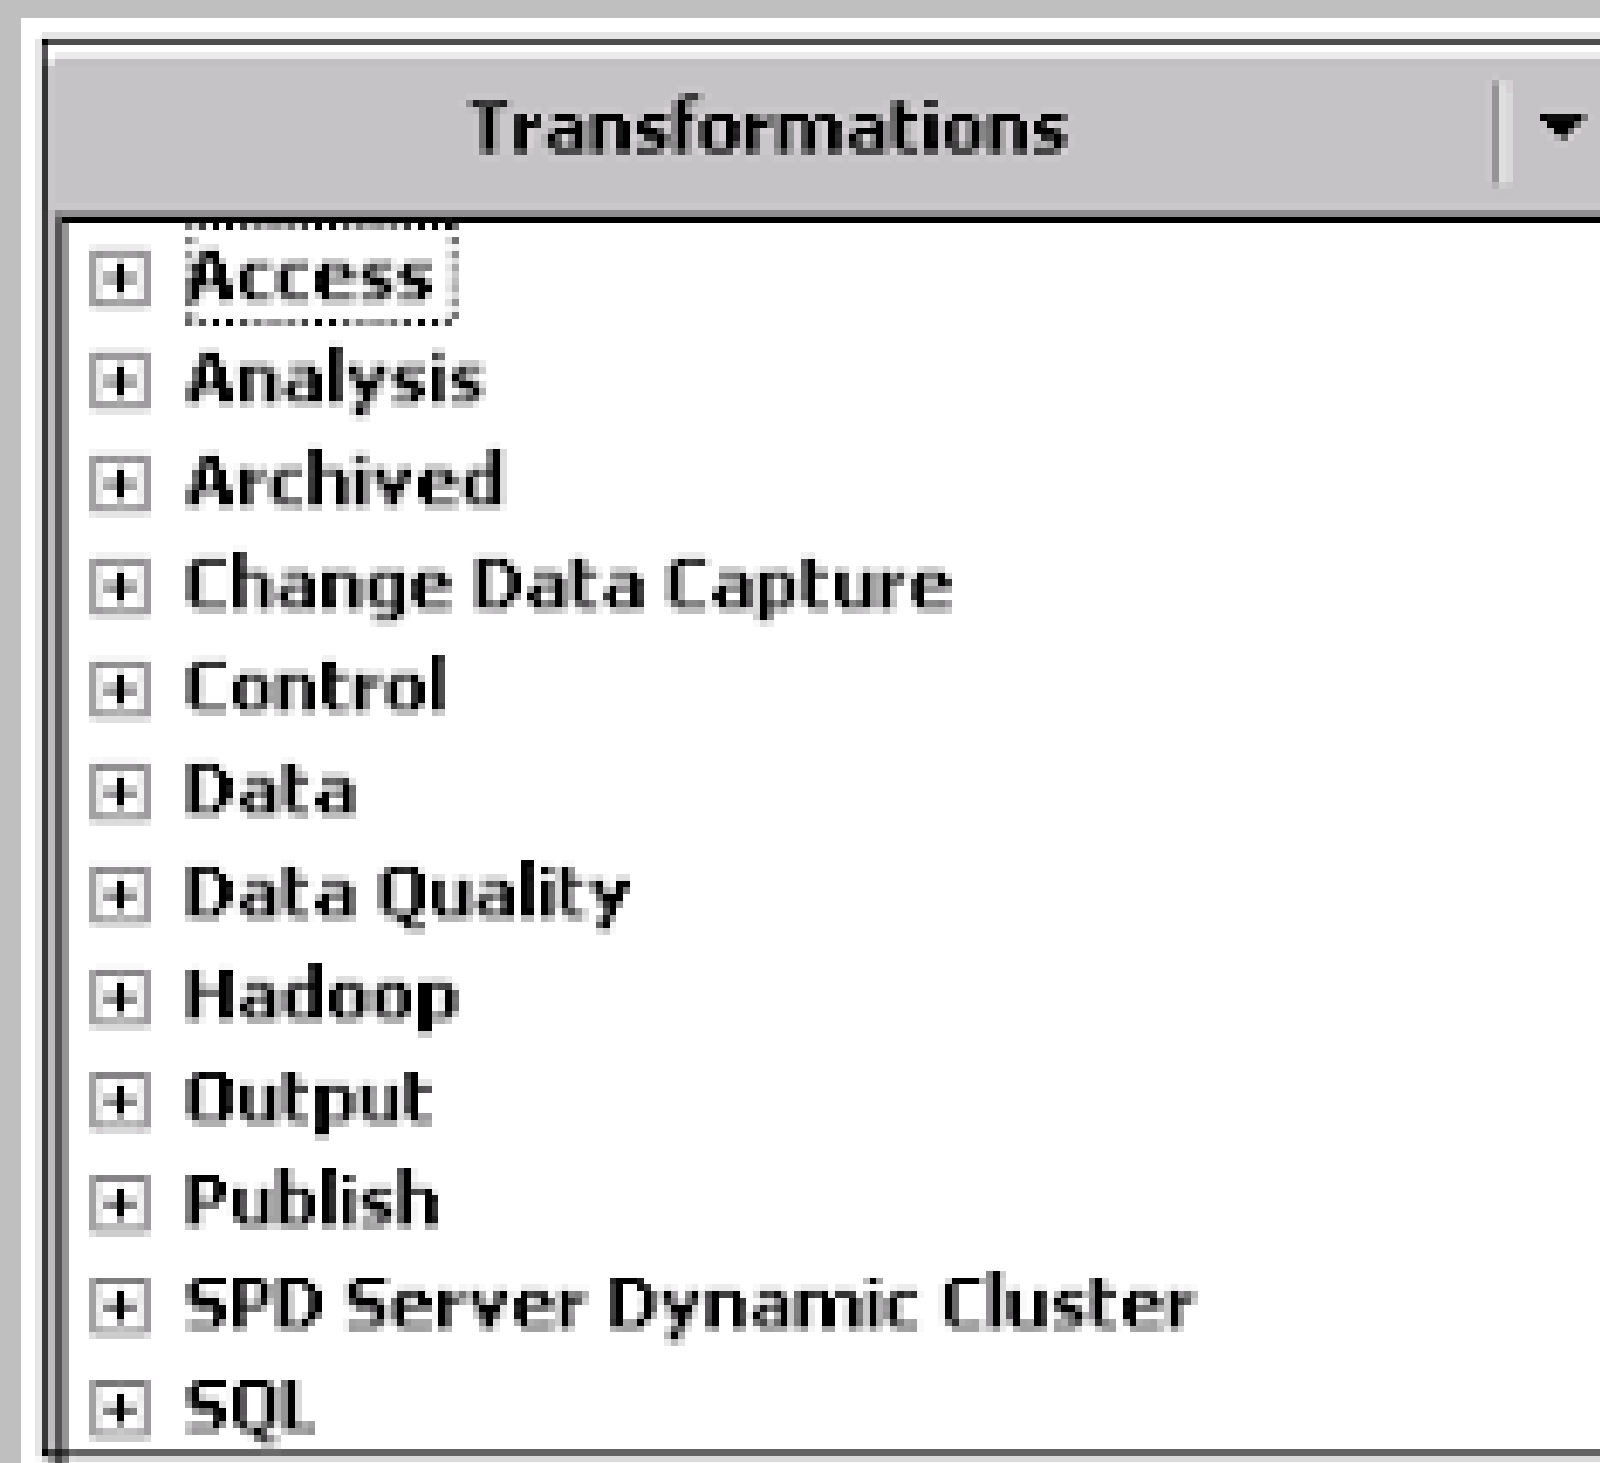 Transformations
Access
Analysis
Archived
Change Data Capture
Control
Data
Data Quality
Hadoop
Output
Publish
SPD Server Dynamic Cluster
SQL